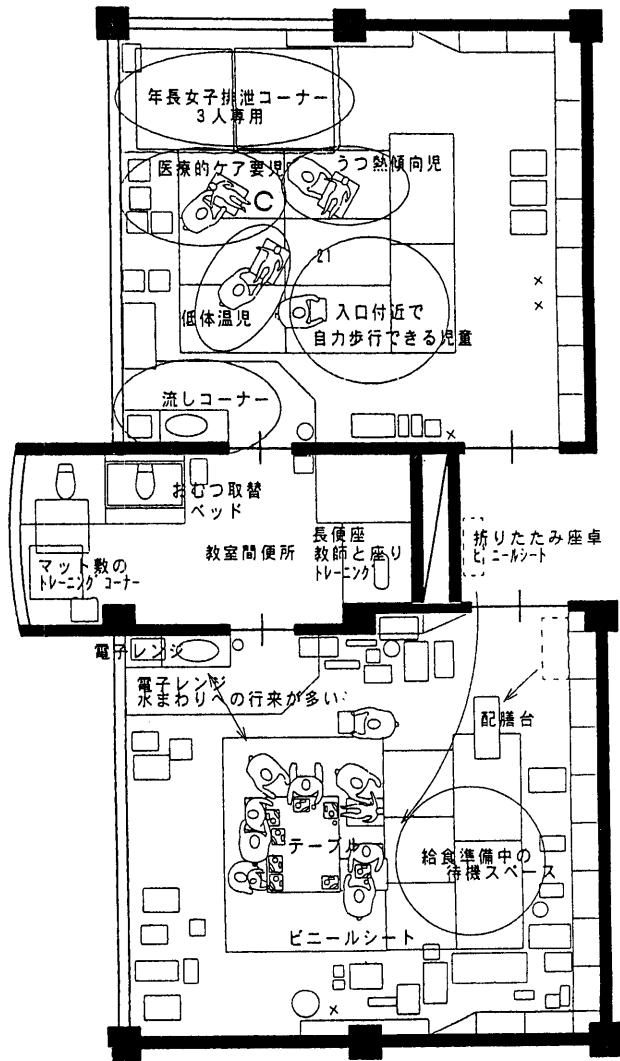 年長女子排泄コーナー
3人専用
医療的ケア要児
うつ熱傾向児
C
21
低体温児
入口付近で
自力歩行できる児童
流しコーナー
おむつ取替
ベッド
教室間便所
長便座
教師と座り
トレーニング
マット敷の
トレーニング コーナー
折りたたみ座卓
ビニールシート
電子レンジ
電子レンジ
水まわりへの行来が多い
配膳台
テーブル
給食準備中の
待機スペース
ビニールシート